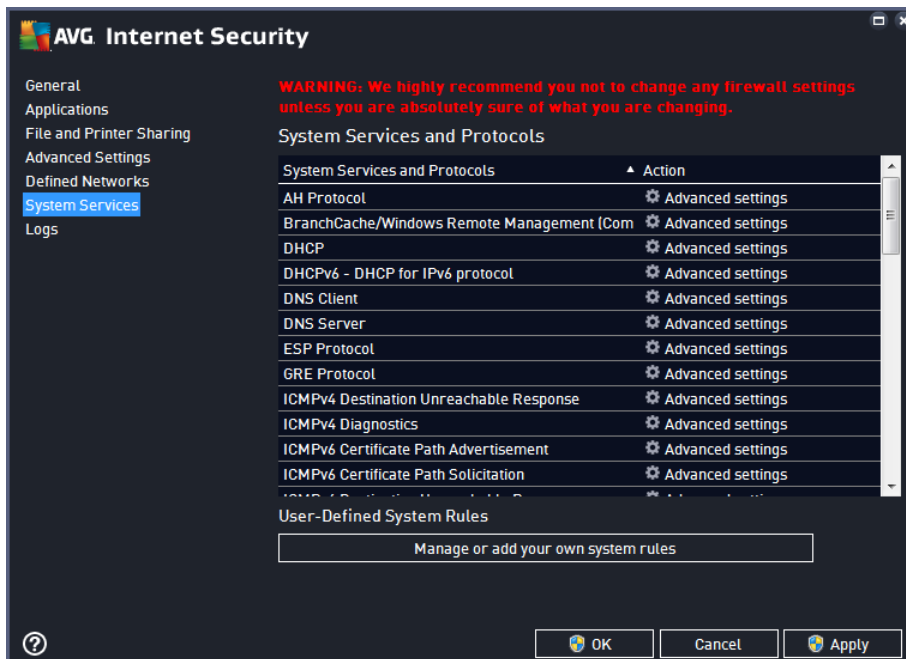 AVG Internet Security
General
Applications
File and Printer Sharing
Advanced Settings
Defined Networks
System Services
Logs
WARNING: We highly recommend you not to change any firewall settings
unless you are absolutely sure of what you are changing.
System Services and Protocols
System Services and Protocols Action
AH Protocol Advanced settings
BranchCache/Windows Remote Management (Com Advanced settings
DHCP Advanced settings
DHCPv6 - DHCP for IPv6 protocol Advanced settings
DNS Client Advanced settings
DNS Server Advanced settings
ESP Protocol Advanced settings
GRE Protocol Advanced settings
ICMPv4 Destination Unreachable Response Advanced settings
ICMPv4 Diagnostics Advanced settings
ICMPv6 Certificate Path Advertisement Advanced settings
ICMPv6 Certificate Path Solicitation Advanced settings
User-Defined System Rules
Manage or add your own system rules
OK Cancel Apply